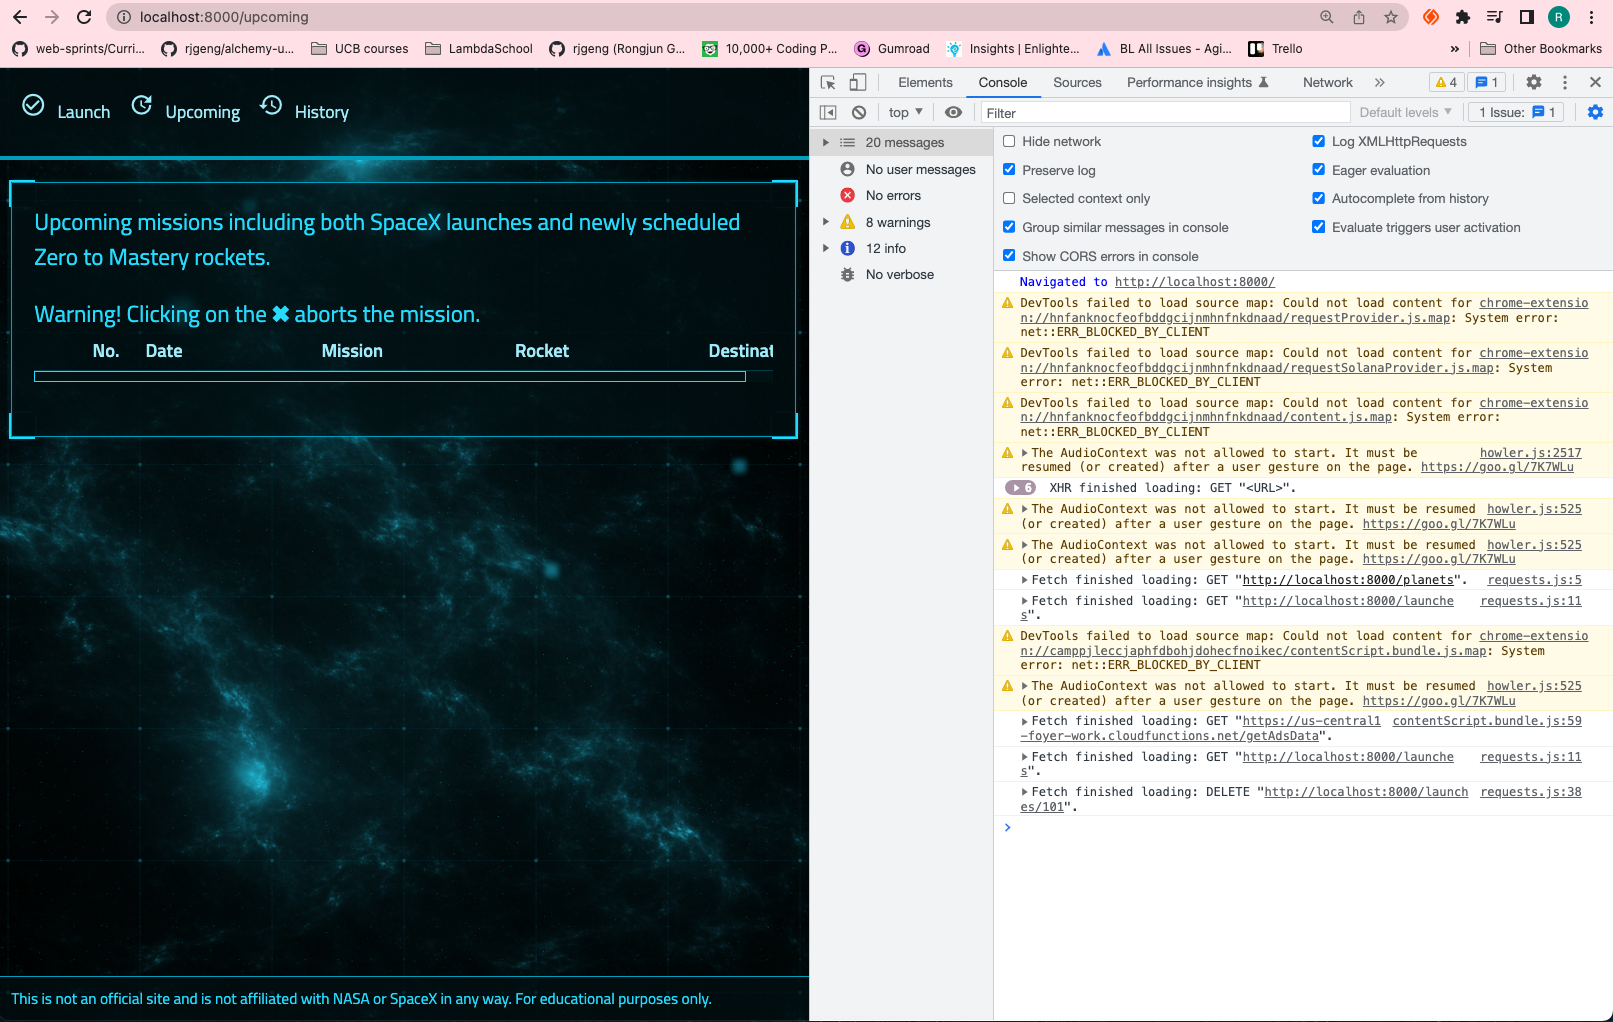 localhost:8000/upcoming
R
web-sprints/Curri...
rjgeng/alchemy-u...
UCB courses
LambdaSchool
rjgeng (Rongjun G...
10,000+ Coding P...
G
Gumroad
Insights | Enlighte...
BL All Issues - Agi...
Trello
»
Other Bookmarks
Launch
Upcoming
History
Upcoming missions including both SpaceX launches and newly scheduled
Zero to Mastery rockets.
Warning! Clicking on the ✖ aborts the mission.
No. Date Mission Rocket Destinat
This is not an official site and is not affiliated with NASA or SpaceX in any way. For educational purposes only.
Elements Console Sources Performance insights Network » 4 1
top Filter Default levels 1 Issue: 1
20 messages
No user messages
No errors
8 warnings
12 info
No verbose
Hide network Log XMLHttpRequests
Preserve log Eager evaluation
Selected context only Autocomplete from history
Group similar messages in console Evaluate triggers user activation
Show CORS errors in console
Navigated to http://localhost:8000/
DevTools failed to load source map: Could not load content for chrome-extensio
n://hnfanknocfeofbddgcijnmhnfnkdnaad/requestProvider.js.map: System error:
net::ERR_BLOCKED_BY_CLIENT
DevTools failed to load source map: Could not load content for chrome-extensio
n://hnfanknocfeofbddgcijnmhnfnkdnaad/requestSolanaProvider.js.map: System
error: net::ERR_BLOCKED_BY_CLIENT
DevTools failed to load source map: Could not load content for chrome-extensio
n://hnfanknocfeofbddgcijnmhnfnkdnaad/content.js.map: System error:
net::ERR_BLOCKED_BY_CLIENT
The AudioContext was not allowed to start. It must be howler.js:2517
resumed (or created) after a user gesture on the page. https://goo.gl/7K7WLu
6 XHR finished loading: GET "<URL>".
The AudioContext was not allowed to start. It must be resumed howler.js:525
(or created) after a user gesture on the page. https://goo.gl/7K7WLu
The AudioContext was not allowed to start. It must be resumed howler.js:525
(or created) after a user gesture on the page. https://goo.gl/7K7WLu
Fetch finished loading: GET "http://localhost:8000/planets". requests.js:5
Fetch finished loading: GET "http://localhost:8000/launche requests.js:11
s".
DevTools failed to load source map: Could not load content for chrome-extensio
n://camppjleccjaphfdbohjdohecfnoikec/contentScript.bundle.js.map: System
error: net::ERR_BLOCKED_BY_CLIENT
The AudioContext was not allowed to start. It must be resumed howler.js:525
(or created) after a user gesture on the page. https://goo.gl/7K7WLu
Fetch finished loading: GET "https://us-central1 contentScript.bundle.js:59
-foyer-work.cloudfunctions.net/getAdsData".
Fetch finished loading: GET "http://localhost:8000/launche requests.js:11
s".
Fetch finished loading: DELETE "http://localhost:8000/launch requests.js:38
es/101".